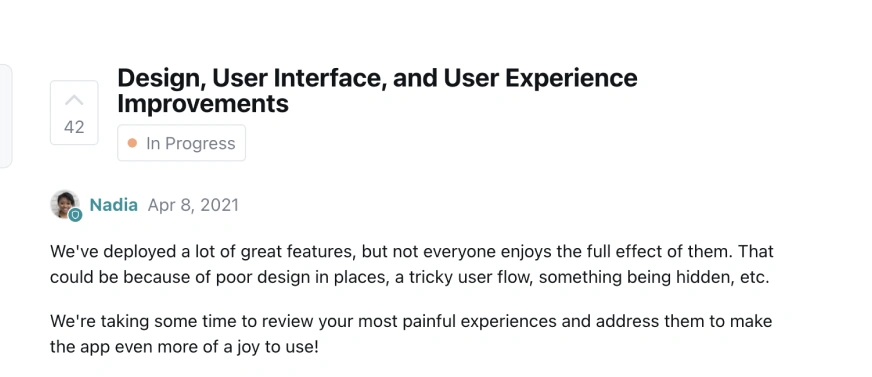 Design, User Interface, and User Experience
Improvements
42
In Progress
Nadia Apr 8, 2021
We've deployed a lot of great features, but not everyone enjoys the full effect of them. That
could be because of poor design in places, a tricky user flow, something being hidden, etc.
We're taking some time to review your most painful experiences and address them to make
the app even more of a joy to use!